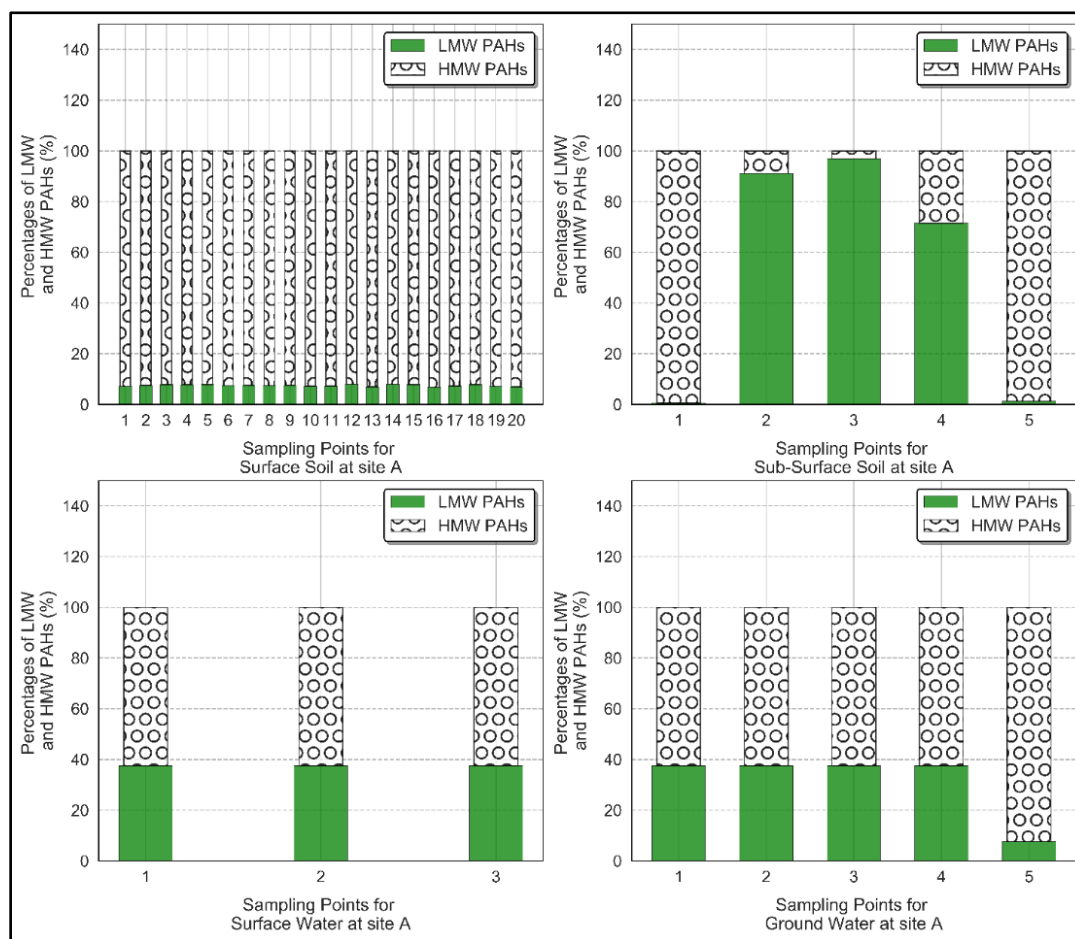 LMW PAHs
HMW PAHs
Percentages of LMW
and HMW PAHs (%)
140
120
100
80
60
40
20
0
1 2 3 4 5 6 7 8 9 10 11 12 13 14 15 16 17 18 19 20
Sampling Points for
Surface Soil at site A
LMW PAHs
HMW PAHs
Percentages of LMW
and HMW PAHs (%)
140
120
100
80
60
40
20
0
1 2 3 4 5
Sampling Points for
Sub-Surface Soil at site A
LMW PAHs
HMW PAHs
Percentages of LMW
and HMW PAHs (%)
140
120
100
80
60
40
20
0
1 2 3
Sampling Points for
Surface Water at site A
LMW PAHs
HMW PAHs
Percentages of LMW
and HMW PAHs (%)
140
120
100
80
60
40
20
0
1 2 3 4 5
Sampling Points for
Ground Water at site A